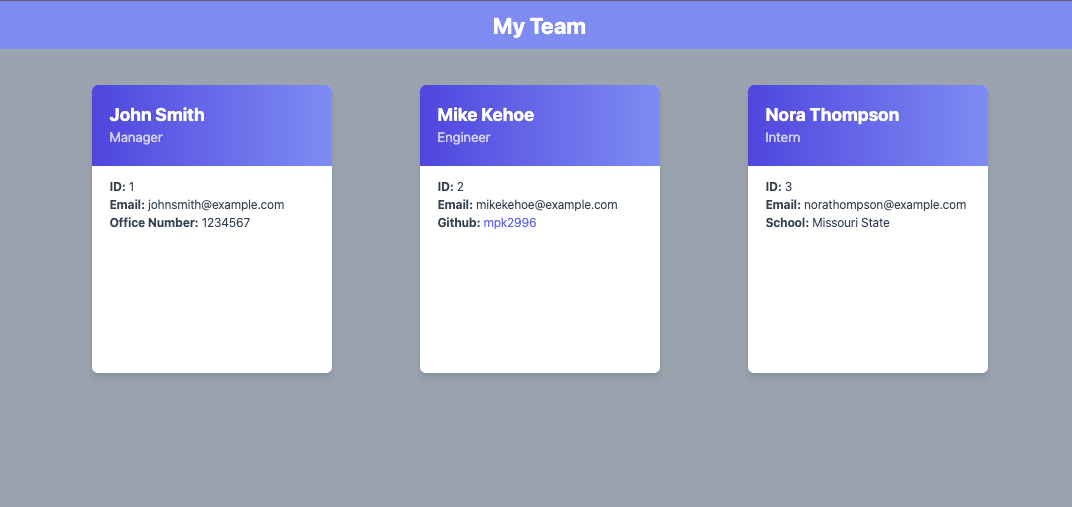 My Team
John Smith
Manager
ID: 1
Email: johnsmith@example.com
Office Number: 1234567
Mike Kehoe
Engineer
ID: 2
Email: mikekehoe@example.com
Github: mpk2996
Nora Thompson
Intern
ID: 3
Email: norathompson@example.com
School: Missouri State